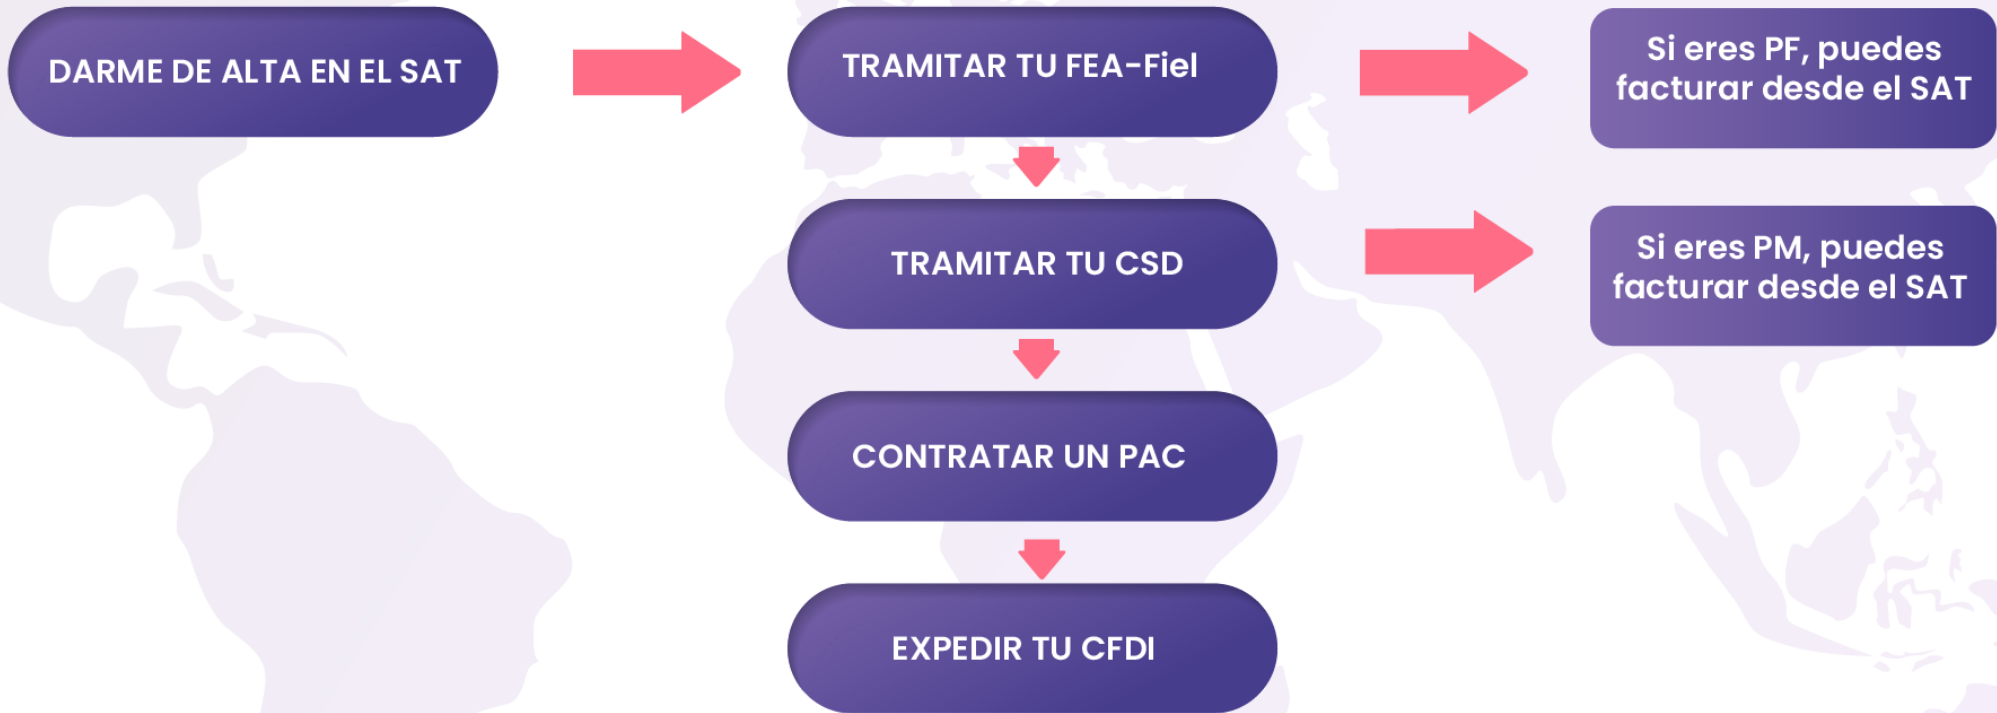 DARME DE ALTA EN EL SAT
TRAMITAR TU FEA-Fiel
Si eres PF, puedes
facturar desde el SAT
TRAMITAR TU CSD
Si eres PM, puedes
facturar desde el SAT
CONTRATAR UN PAC
EXPEDIR TU CFDI